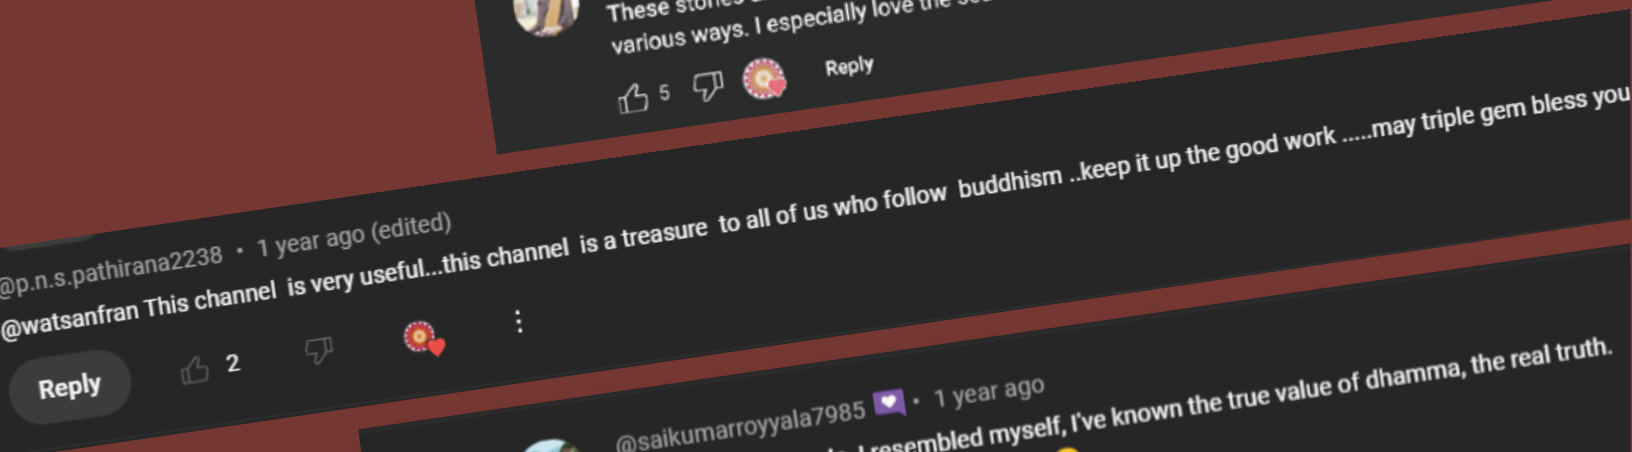 These stories
various ways. I especially love the
5 Reply
@p.n.s.pathirana2238 • 1 year ago (edited)
@watsanfran This channel is very useful...this channel is a treasure to all of us who follow buddhism ..keep it up the good work .....may triple gem bless you
Reply 2
@saikumarroyyala7985 • 1 year ago
I resembled myself, I've known the true value of dhamma, the real truth.